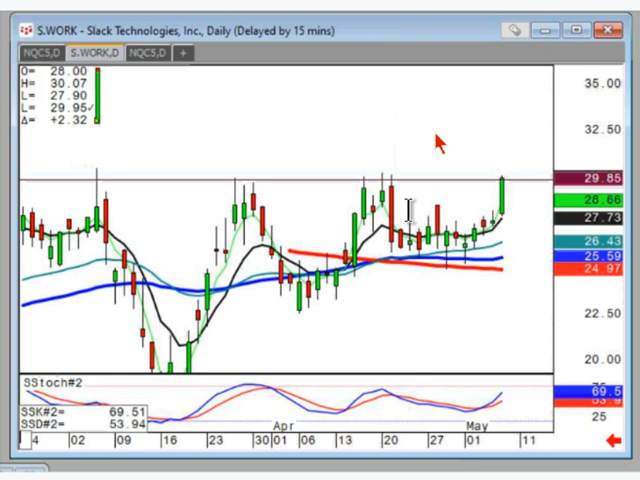 S.WORK - Slack Technologies, Inc., Daily (Delayed by 15 mins)
NQC5,D S.WORK,D NQC5,D +
O= 28.00
H= 30.07
L= 27.90
L= 29.95✓
Δ= +2.32
35.00
32.50
29.85
28.66
27.73
26.43
25.59
24.97
22.50
20.00
SStoch#2
SSK#2= 69.51
SSD#2= 53.94
69.5
25
4 02 09 16 23 30 01 06 13 20 27 01 11
Apr May